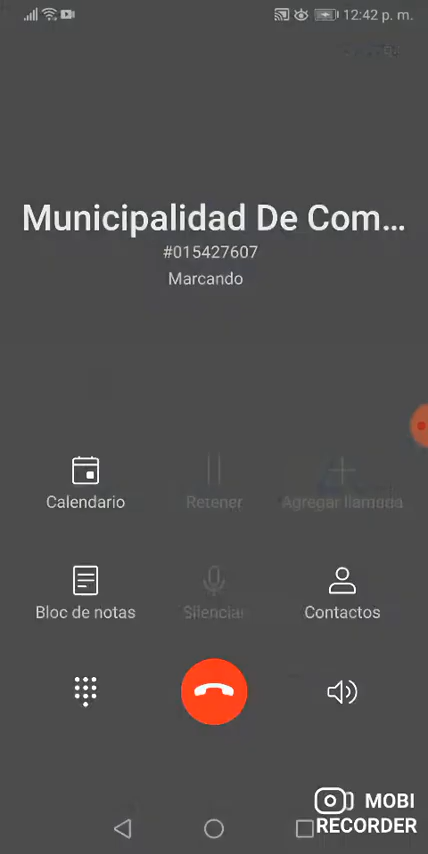 12:42 p. m.
Municipalidad De Com...
#015427607
Marcando
Calendario
Retener
Agregar llamada
Bloc de notas
Silenciar
Contactos
MOBI
RECORDER